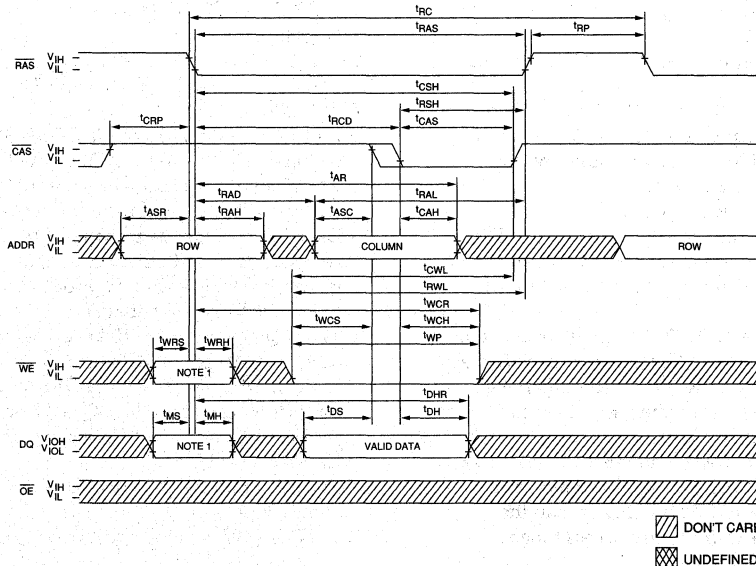 tRC
tRAS
tRP
RAS VIH VIL
tCSH
tRSH
tCRP tRCD tCAS
CAS VIH VIL
tAR
tRAD tRAL
tASR tRAH tASC tCAH
ADDR VIH VIL ROW COLUMN ROW
tCWL
tRWL
tWCR
tWCS tWCH
tWP
tWRS tWRH
WE VIH VIL NOTE 1
tDHR
tMS tMH tDS tDH
DQ VIOH VIOL NOTE 1 VALID DATA
OE VIH VIL
DON'T CARE
UNDEFINED